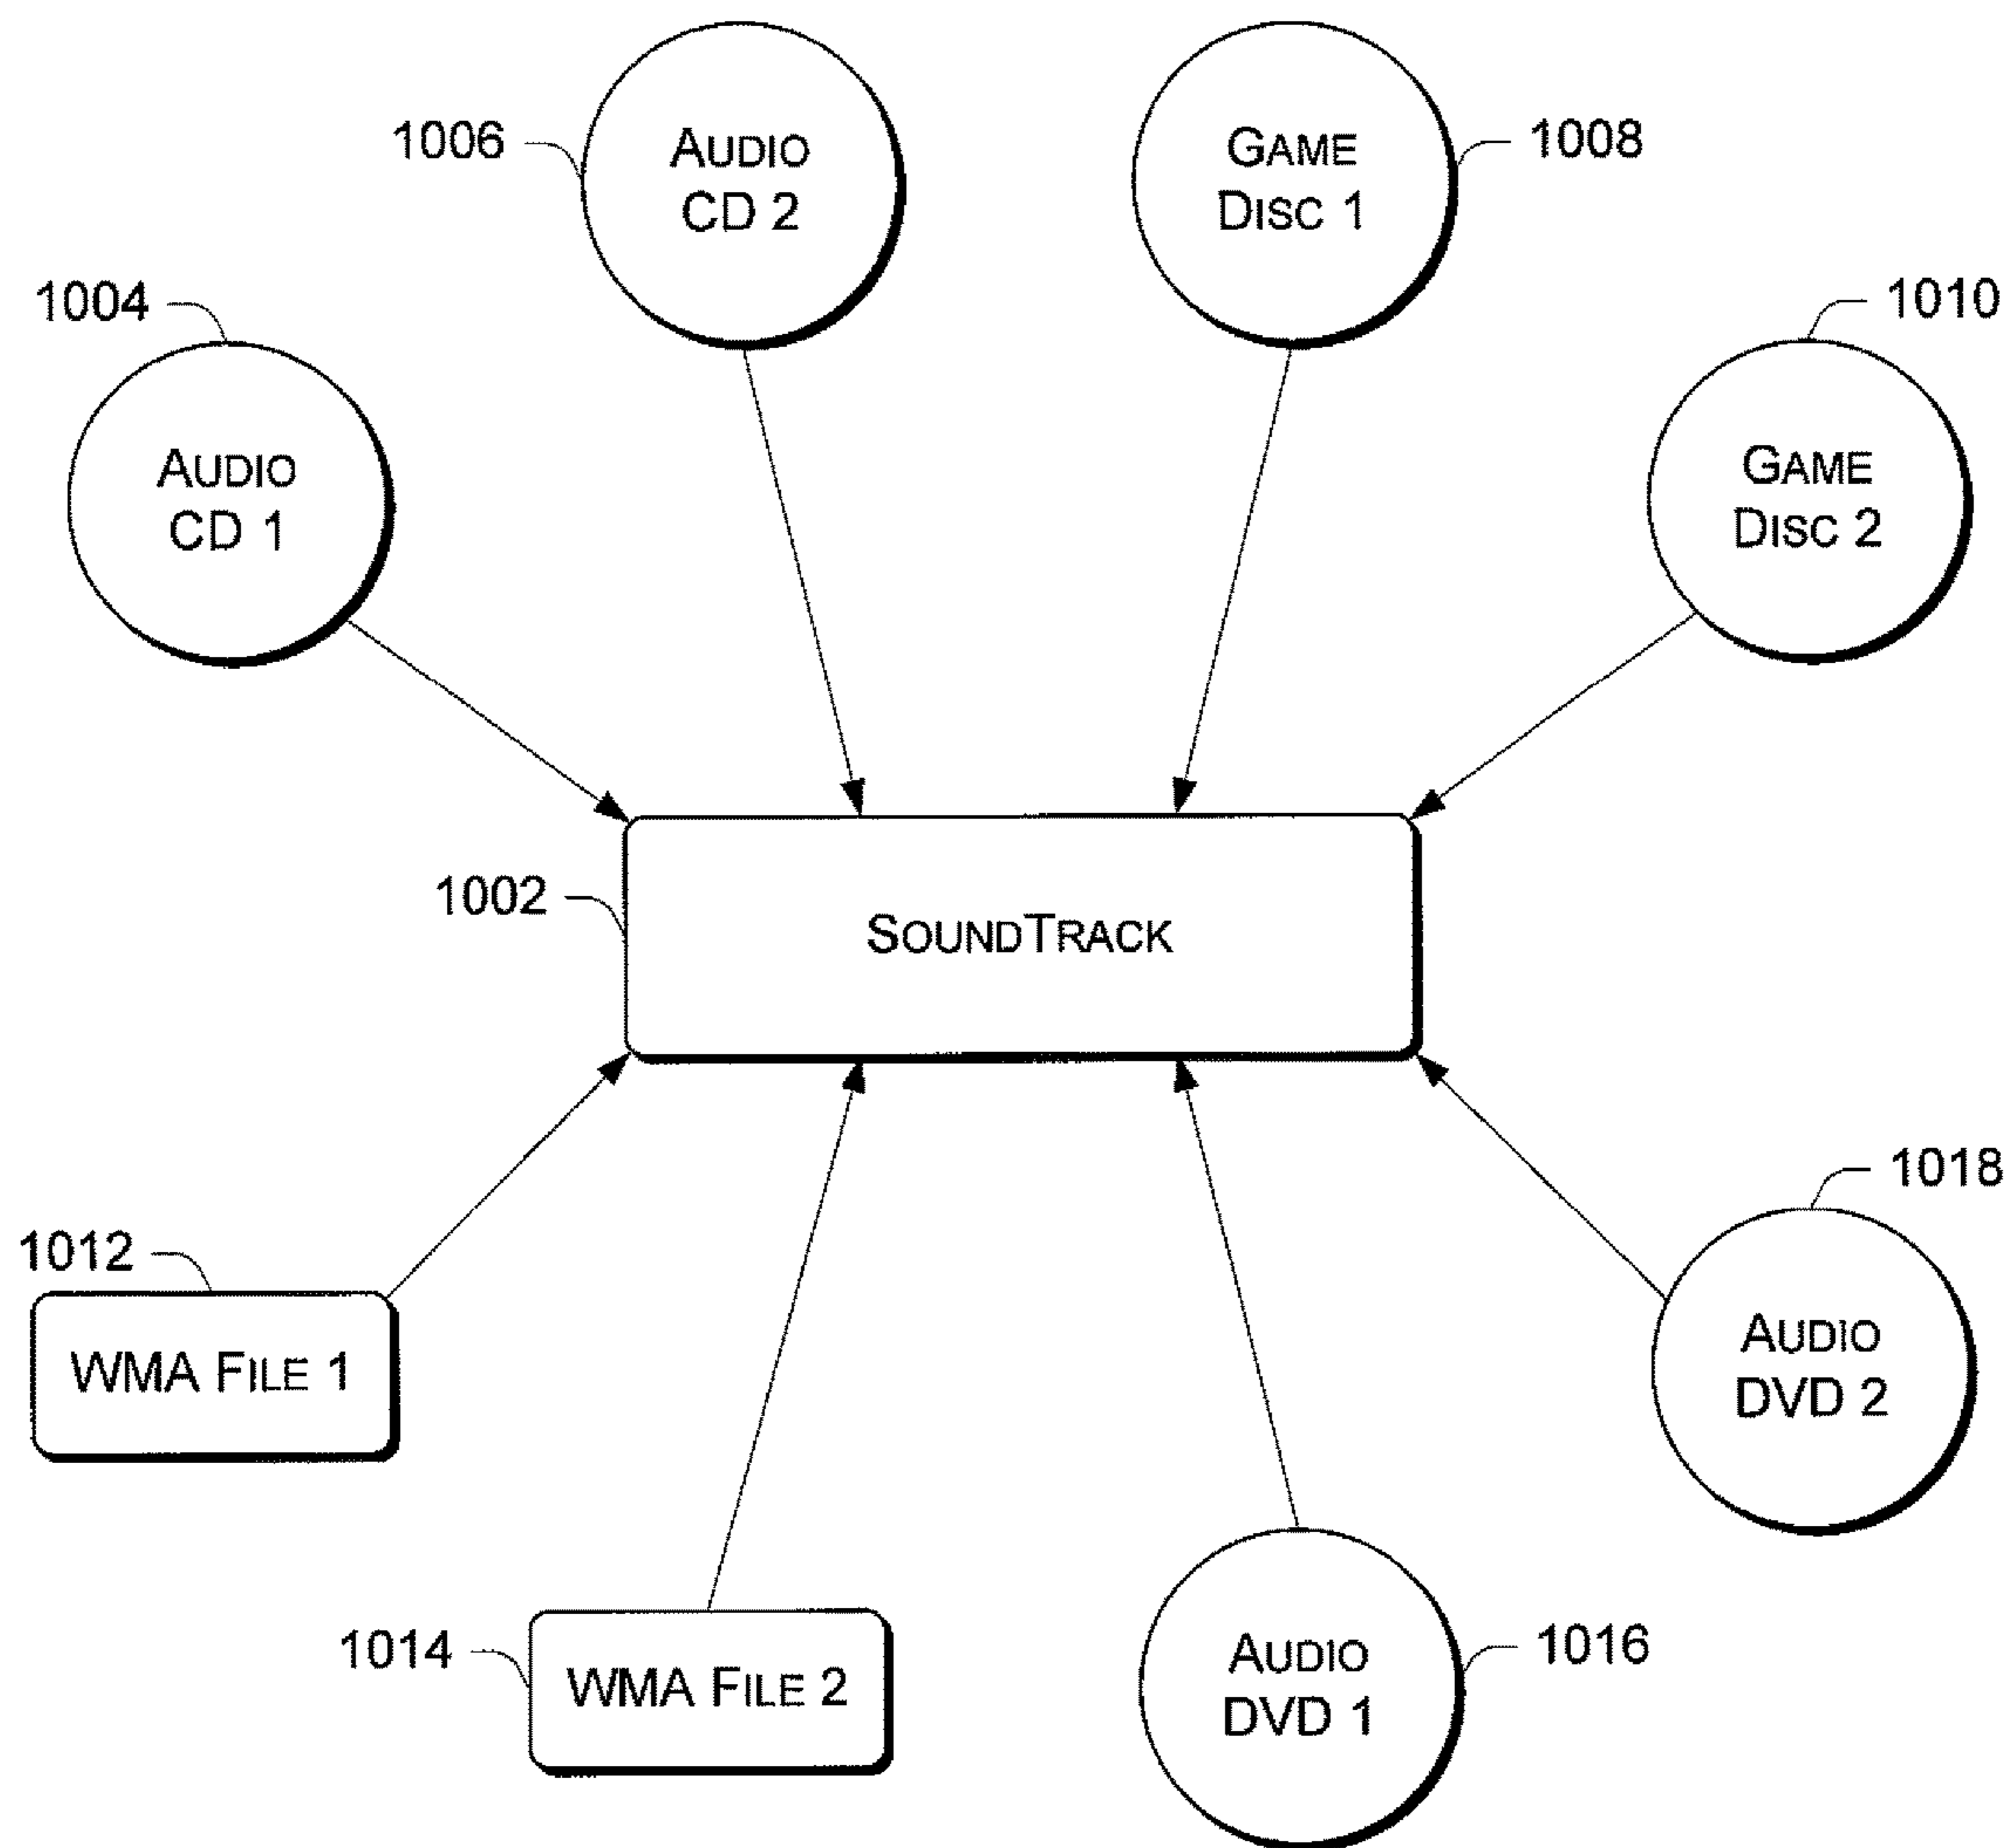 1006
AUDIO
CD 2
GAME
DISC 1
1008
1004
AUDIO
CD 1
1010
GAME
DISC 2
1002
SOUNDTRACK
1012
WMA FILE 1
1018
AUDIO
DVD 2
1014
WMA FILE 2
AUDIO
DVD 1
1016